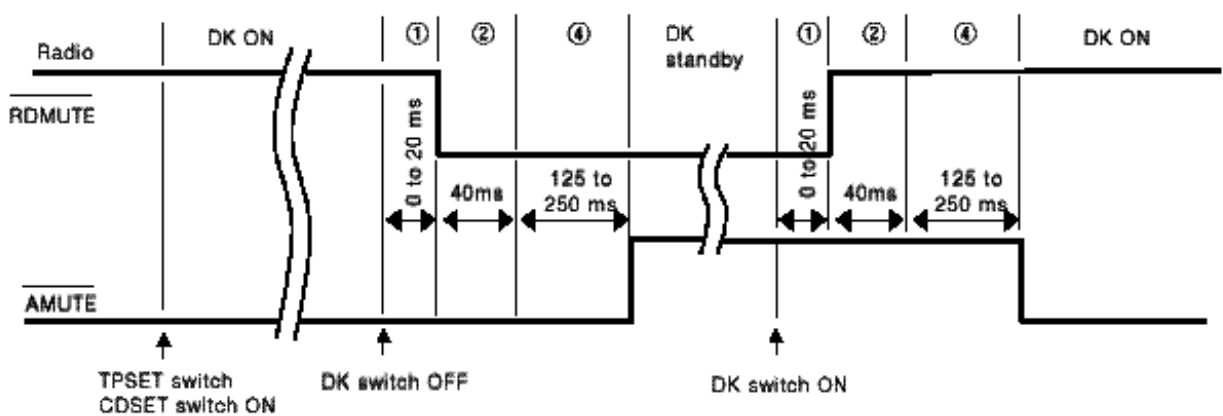 Radio
DK ON
①
②
④
DK
standby
①
②
④
DK ON
RDMUTE
0 to 20 ms
40ms
125 to
250 ms
0 to 20 ms
40ms
125 to
250 ms
AMUTE
TPSET switch
CDSET switch ON
DK switch OFF
DK switch ON